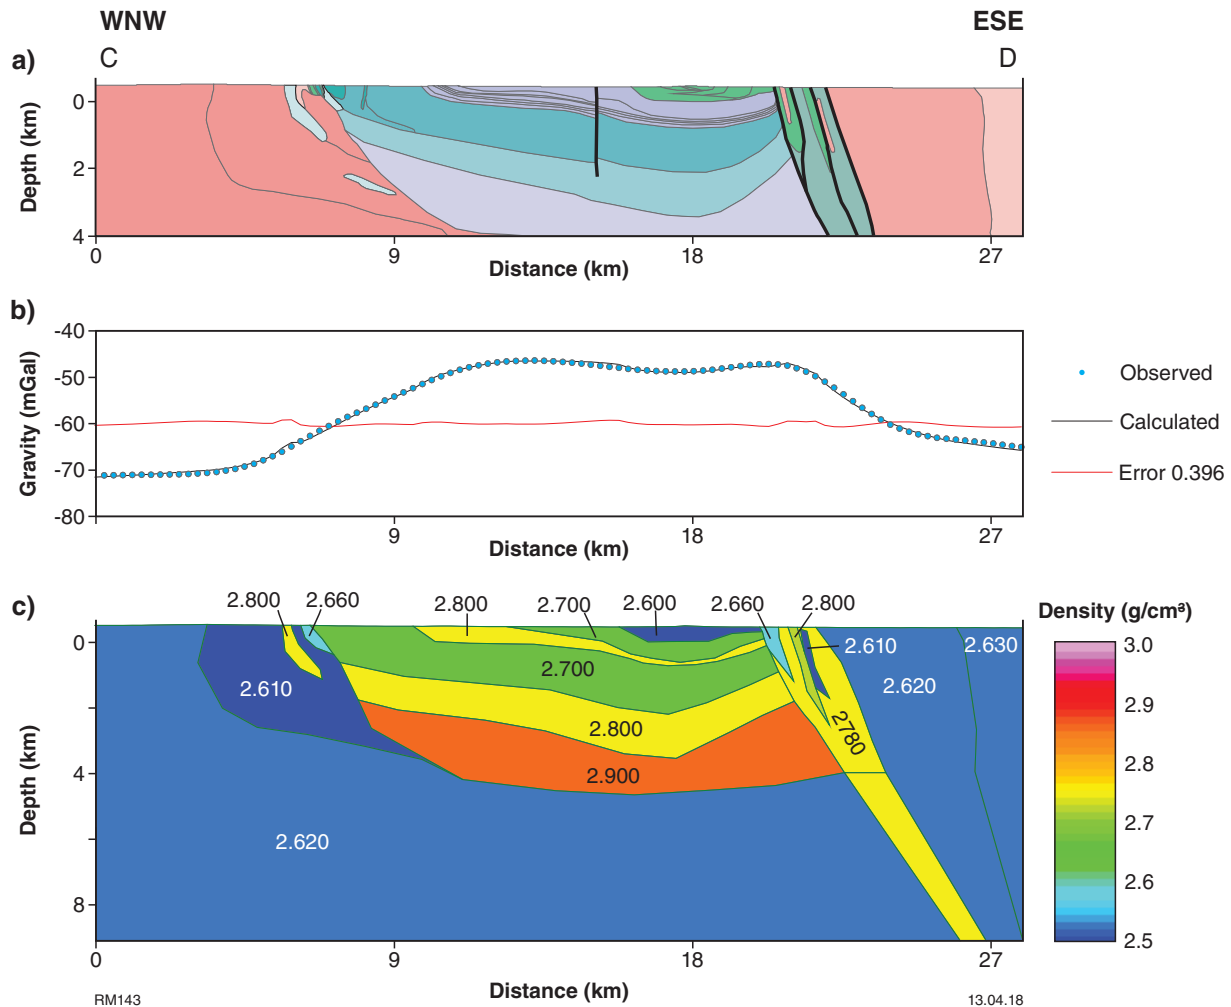 WNW ESE
C D
a)
0
2
4
Depth (km)
0 9 18 27
Distance (km)
b)
-40
-50
-60
-70
-80
Gravity (mGal)
0 9 18 27
Distance (km)
Observed
Calculated
Error 0.396
c)
2.800 2.660 2.800 2.700 2.600 2.660 2.800
2.610 2.630
2.700
2.610 2.620
2.800 2780
2.900
2.620
0
4
8
Depth (km)
0 9 18 27
Distance (km)
Density (g/cm³)
3.0
2.9
2.8
2.7
2.6
2.5
RM143 13.04.18